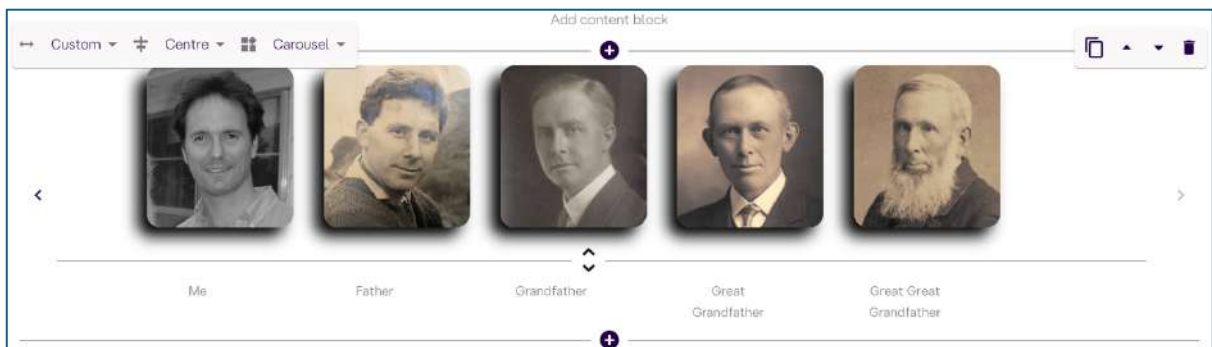 Add content block
Custom Centre Carousel
Me Father Grandfather Great Great Great
Grandfather Grandfather